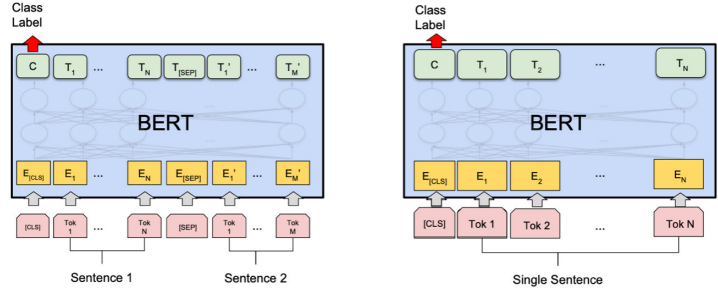 Class
Label
C T1 ... TN T[SEP] T1' ... TM'
BERT
E[CLS] E1 ... EN E[SEP] E1' ... EM'
[CLS] Tok 1 ... Tok N [SEP] Tok 1 ... Tok M
Sentence 1 Sentence 2
Class
Label
C T1 T2 ... TN
BERT
E[CLS] E1 E2 ... EN
[CLS] Tok 1 Tok 2 ... Tok N
Single Sentence